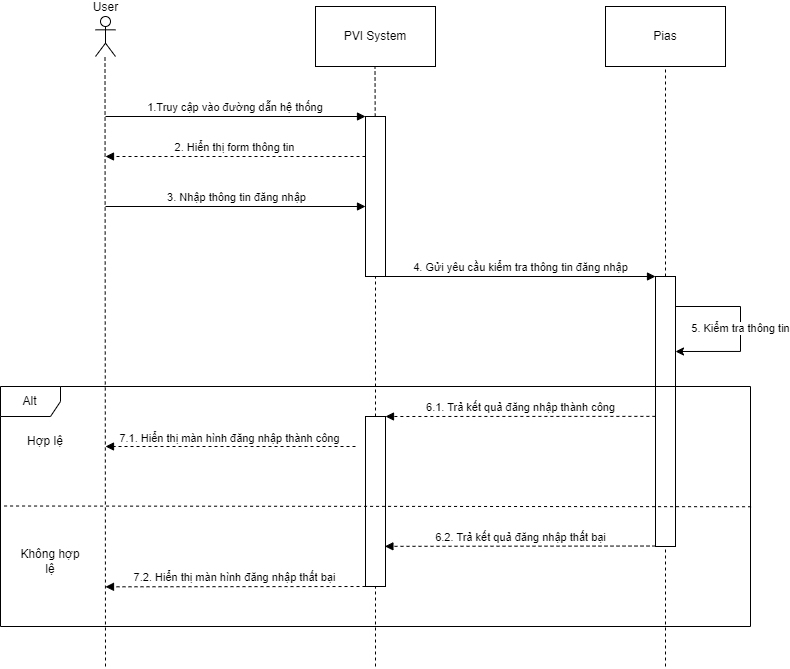 User
PVI System
Pias
1.Truy cập vào đường dẫn hệ thống
2. Hiển thị form thông tin
3. Nhập thông tin đăng nhập
4. Gửi yêu cầu kiểm tra thông tin đăng nhập
5. Kiểm tra thông tin
Alt
6.1. Trả kết quả đăng nhập thành công
Hợp lệ
7.1. Hiển thị màn hình đăng nhập thành công
6.2. Trả kết quả đăng nhập thất bại
Không hợp
lệ
7.2. Hiển thị màn hình đăng nhập thất bại